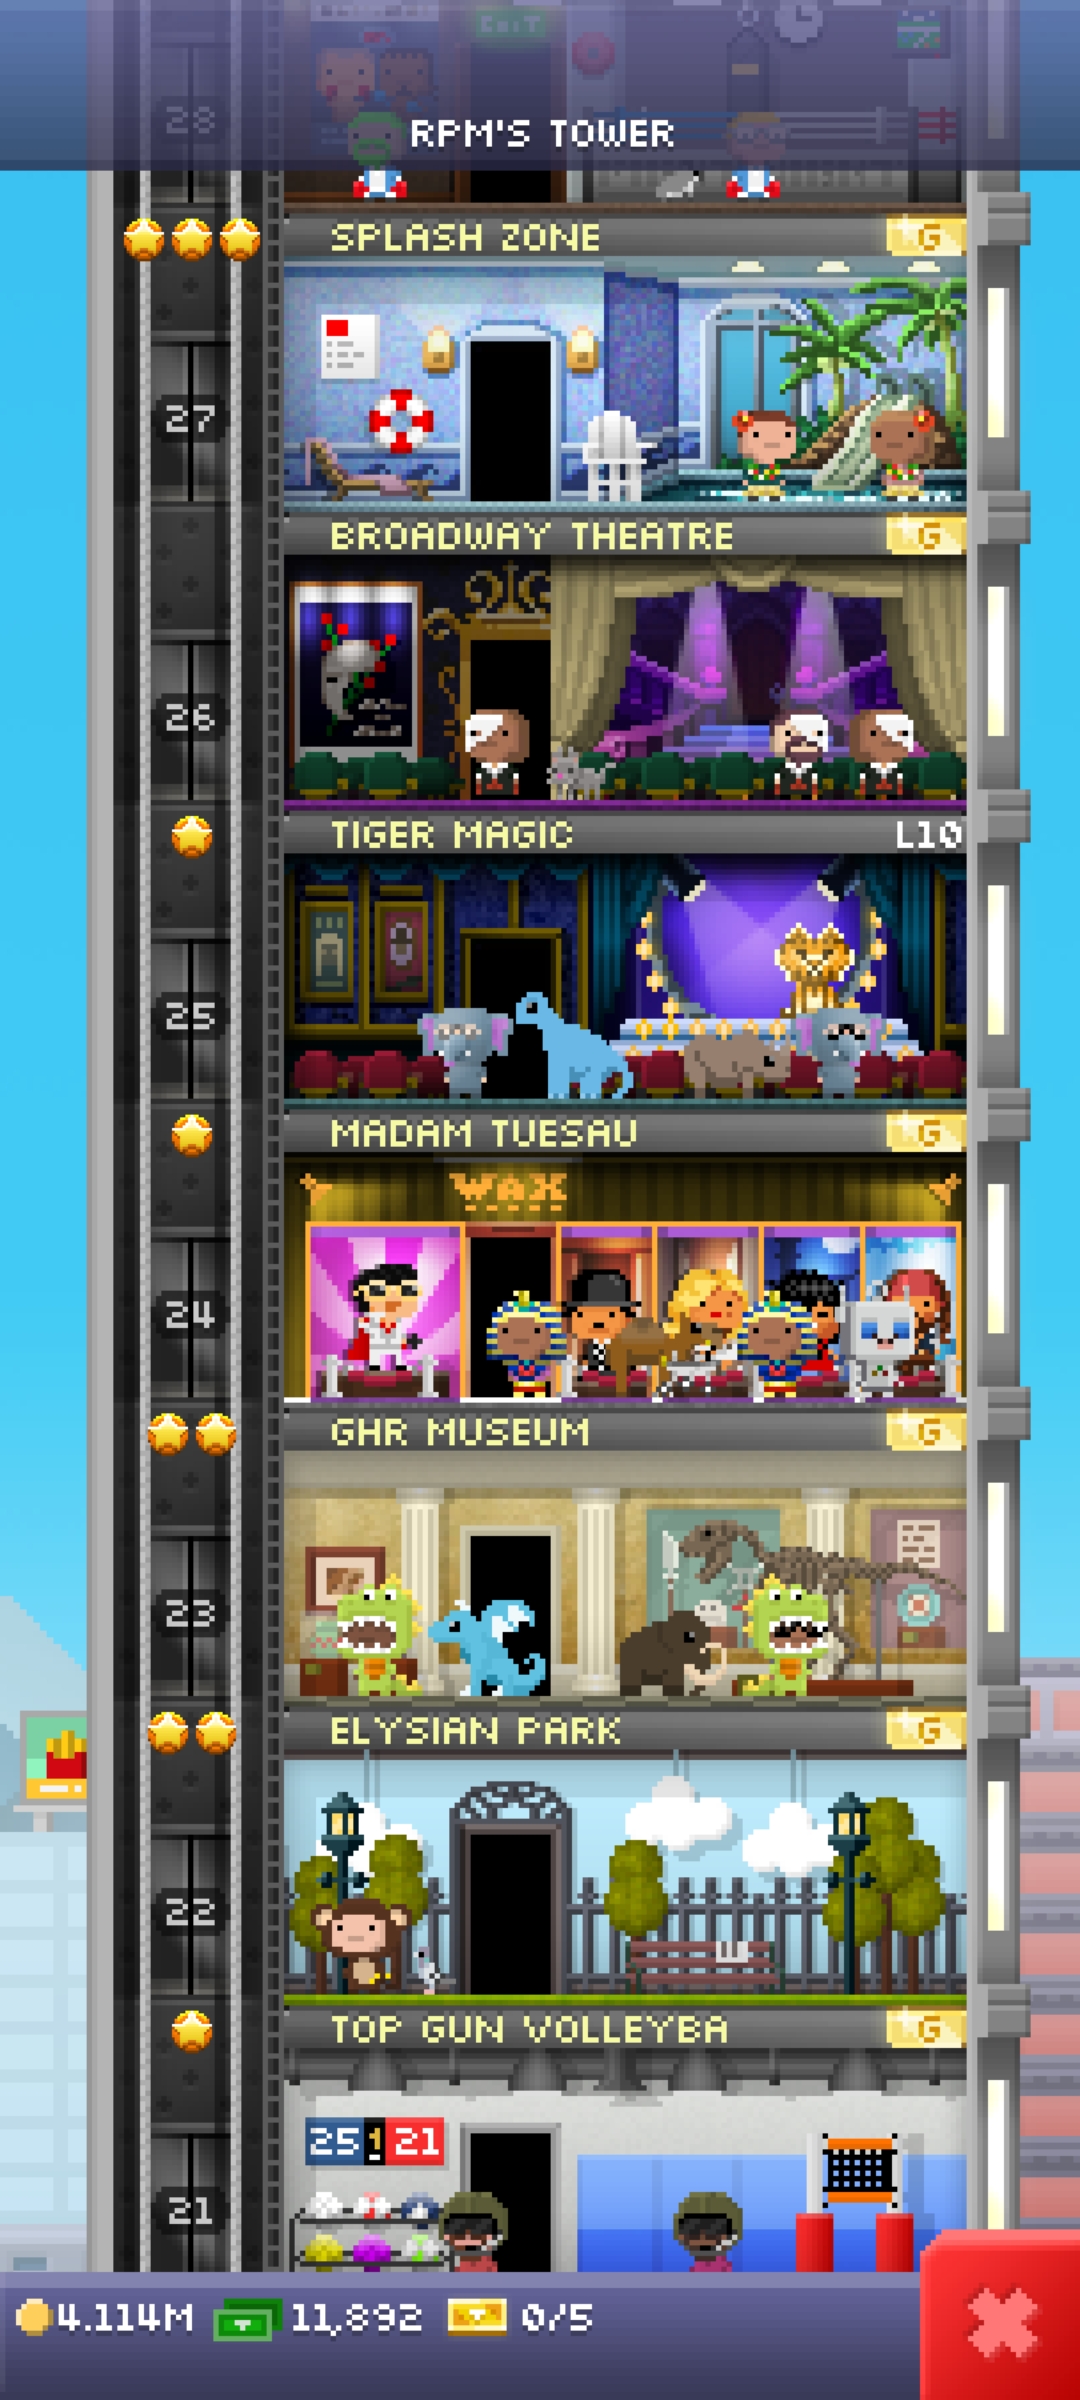 EXIT
28
RPM'S TOWER
SPLASH ZONE G
27
BROADWAY THEATRE G
26
TIGER MAGIC L10
25
MADAM TUESAU G
WAX
24
GHR MUSEUM G
23
ELYSIAN PARK G
22
TOP GUN VOLLEYBA G
25 1 21
21
4.114M 11,892 0/5